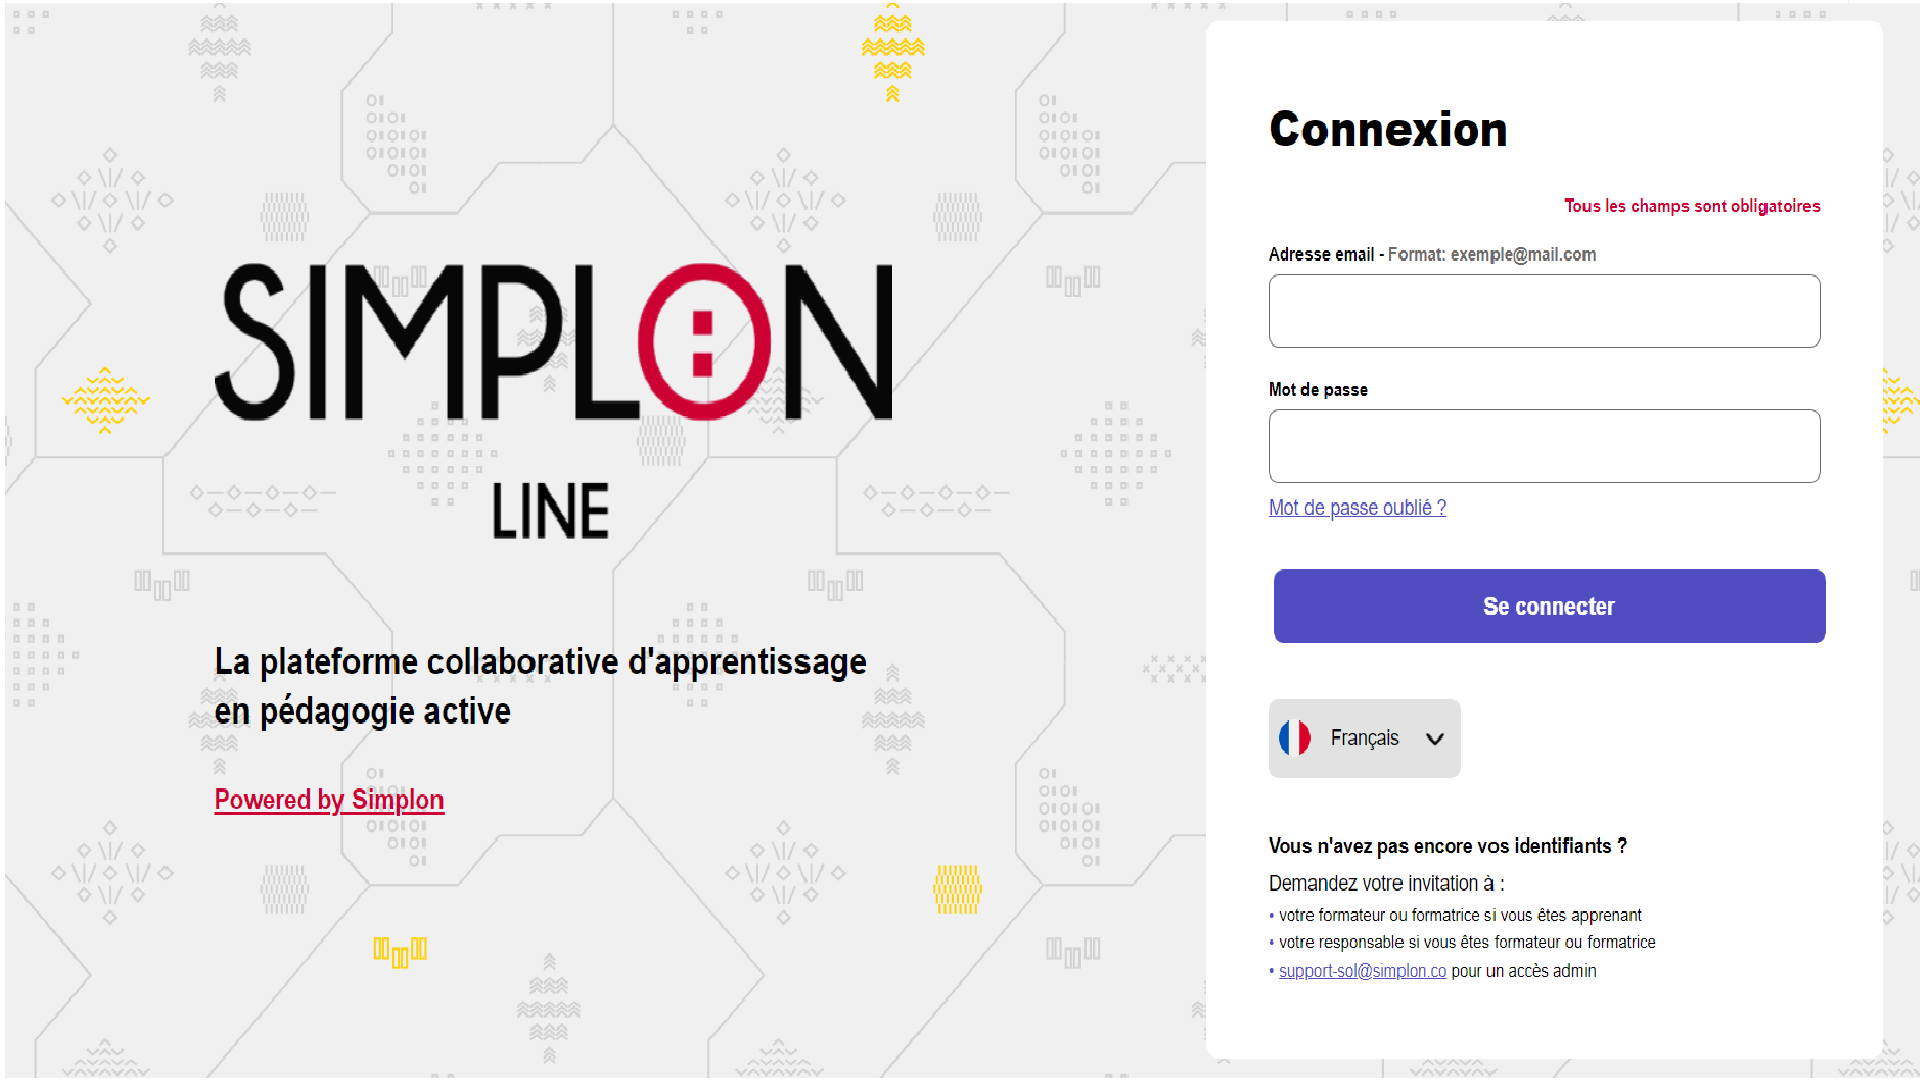 SIMPLON
LINE
La plateforme collaborative d'apprentissage
en pédagogie active
Powered by Simplon
Connexion
Tous les champs sont obligatoires
Adresse email - Format: exemple@mail.com
Mot de passe
Mot de passe oublié ?
Se connecter
Français
Vous n'avez pas encore vos identifiants ?
Demandez votre invitation à :
• votre formateur ou formatrice si vous êtes apprenant
• votre responsable si vous êtes formateur ou formatrice
• support-sol@simplon.co pour un accès admin